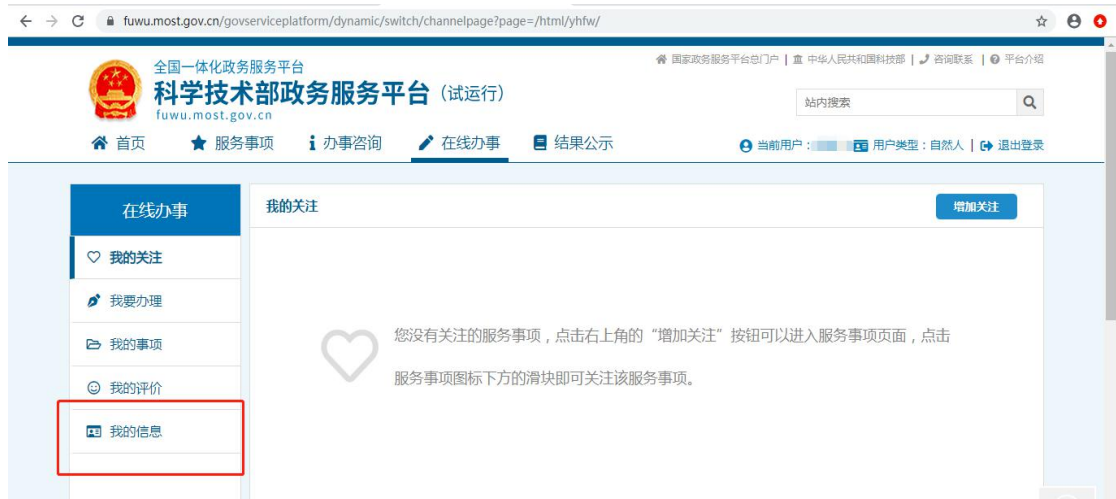 fuwu.most.gov.cn/govserviceplatform/dynamic/switch/channelpage?page=/html/yhfw/
国家政务服务平台总门户 | 中华人民共和国科技部 | 咨询联系 | 平台介绍
全国一体化政务服务平台
科学技术部政务服务平台（试运行）
fuwu.most.gov.cn
站内搜索
首页 服务事项 办事咨询 在线办事 结果公示
当前用户： 用户类型：自然人 | 退出登录
在线办事
我的关注 增加关注
我的关注
我要办理
我的事项
我的评价
我的信息
您没有关注的服务事项，点击右上角的“增加关注”按钮可以进入服务事项页面，点击
服务事项图标下方的滑块即可关注该服务事项。